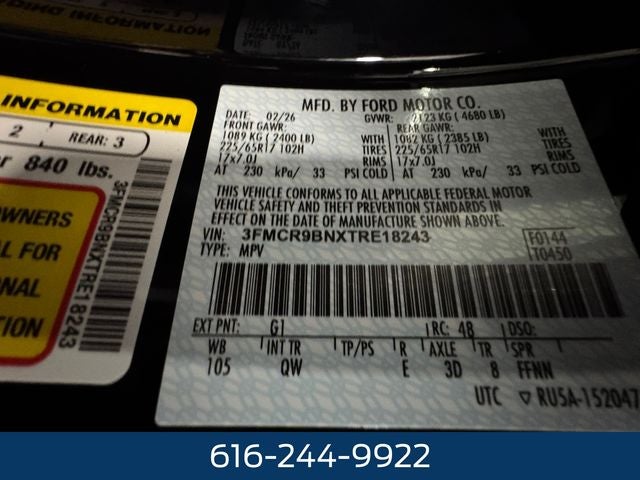 INFORMATION
2 REAR: 3
840 lbs.
OWNERS
FOR
3FMCR9BNXTRE18243
MFD. BY FORD MOTOR CO.
DATE: 02/26 GVWR: 2123 KG ( 4680 LB)
FRONT GAWR: REAR GAWR:
1089 KG ( 2400 LB) WITH 1082 KG ( 2385 LB) WITH
225/65R17 102H TIRES 225/65R17 102H TIRES
17x7.0J RIMS 17x7.0J RIMS
AT 230 kPa/ 33 PSI COLD AT 230 kPa/ 33 PSI COLD
THIS VEHICLE CONFORMS TO ALL APPLICABLE FEDERAL MOTOR
VEHICLE SAFETY AND THEFT PREVENTION STANDARDS IN
EFFECT ON THE DATE OF MANUFACTURE SHOWN ABOVE.
VIN: 3FMCR9BNXTRE18243 F0144
TYPE: MPV T0450
EXT PNT: G1 RC: 48 DSO:
WB INT TR TP/PS R AXLE TR SPR
105 QW E 3D 8 FFNN
UTC ▽ RU5A-152047
616-244-9922